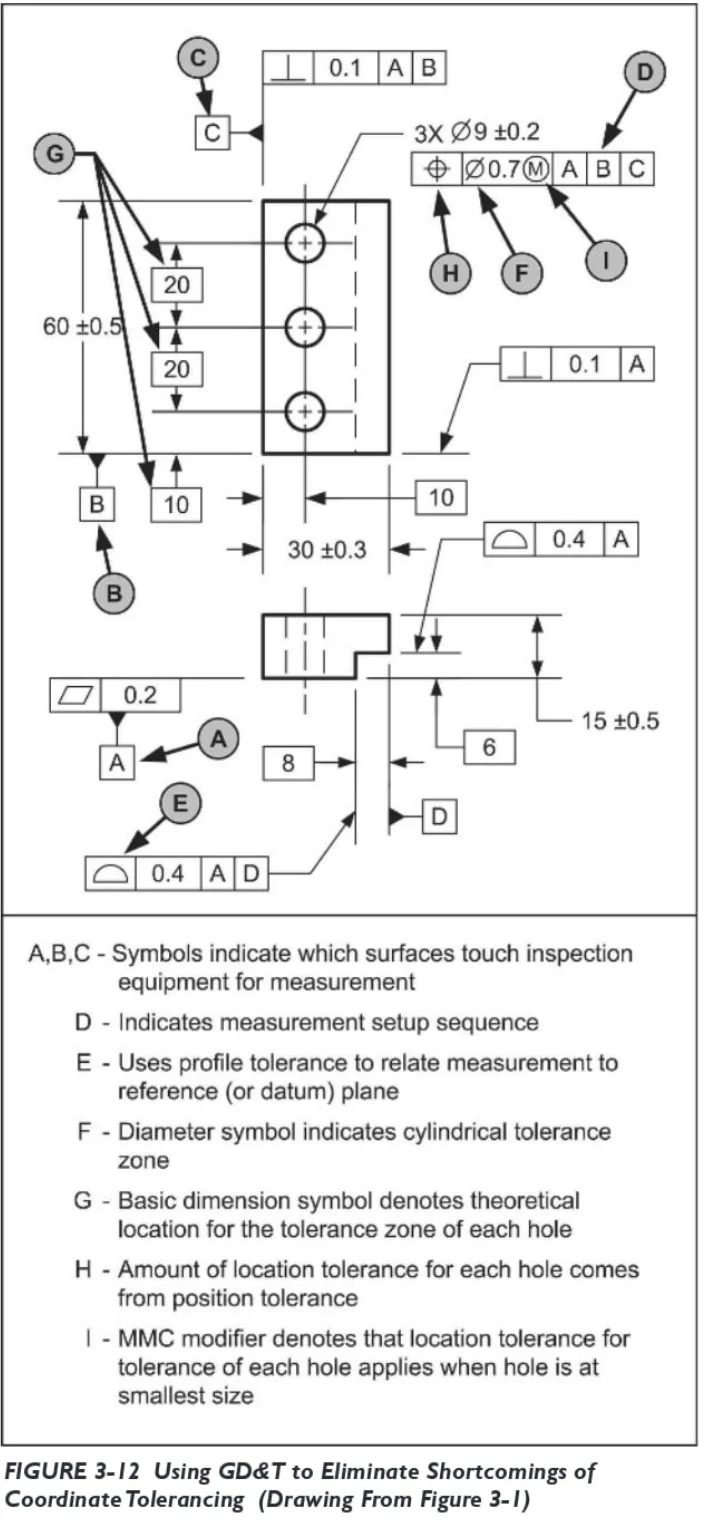 C
⟂ 0.1 A B
D
C
3X Ø9 ±0.2
G
⌖ Ø0.7Ⓜ A B C
H F I
20
60 ±0.5
20
⟂ 0.1 A
B 10
10
30 ±0.3
⌓ 0.4 A
B
⏥ 0.2
15 ±0.5
A
A
8
6
E
D
⌓ 0.4 A D
A,B,C - Symbols indicate which surfaces touch inspection
equipment for measurement
D - Indicates measurement setup sequence
E - Uses profile tolerance to relate measurement to
reference (or datum) plane
F - Diameter symbol indicates cylindrical tolerance
zone
G - Basic dimension symbol denotes theoretical
location for the tolerance zone of each hole
H - Amount of location tolerance for each hole comes
from position tolerance
I - MMC modifier denotes that location tolerance for
tolerance of each hole applies when hole is at
smallest size
FIGURE 3-12 Using GD&T to Eliminate Shortcomings of
Coordinate Tolerancing (Drawing From Figure 3-1)